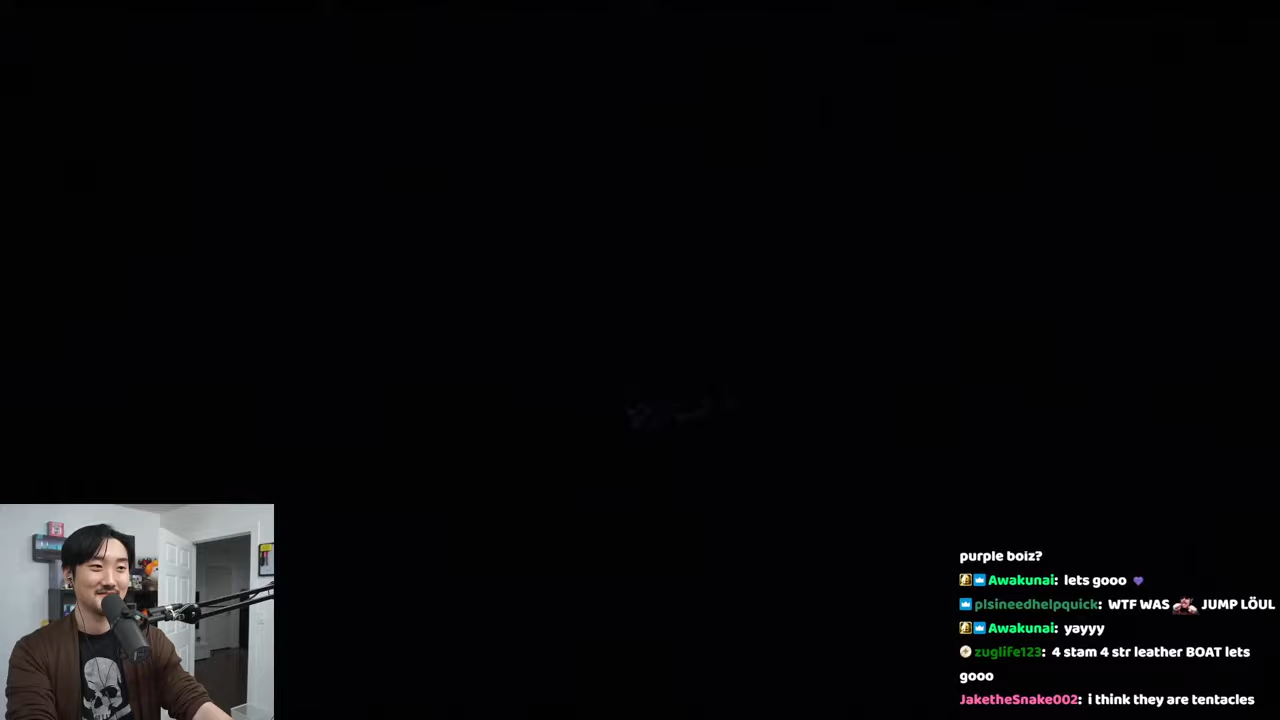 purple boiz?
Awakunai: lets gooo
plsineedhelpquick: WTF WAS JUMP LÖUL
Awakunai: yayyy
zuglife123: 4 stam 4 str leather BOAT lets
gooo
JaketheSnake002: i think they are tentacles